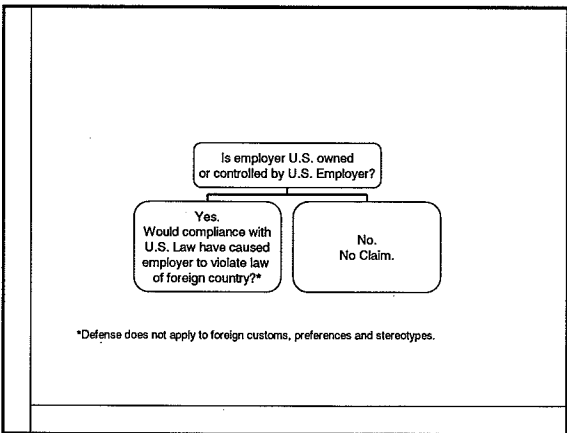 Is employer U.S. owned
or controlled by U.S. Employer?
Yes.
Would compliance with
U.S. Law have caused
employer to violate law
of foreign country?*
No.
No Claim.
*Defense does not apply to foreign customs, preferences and stereotypes.